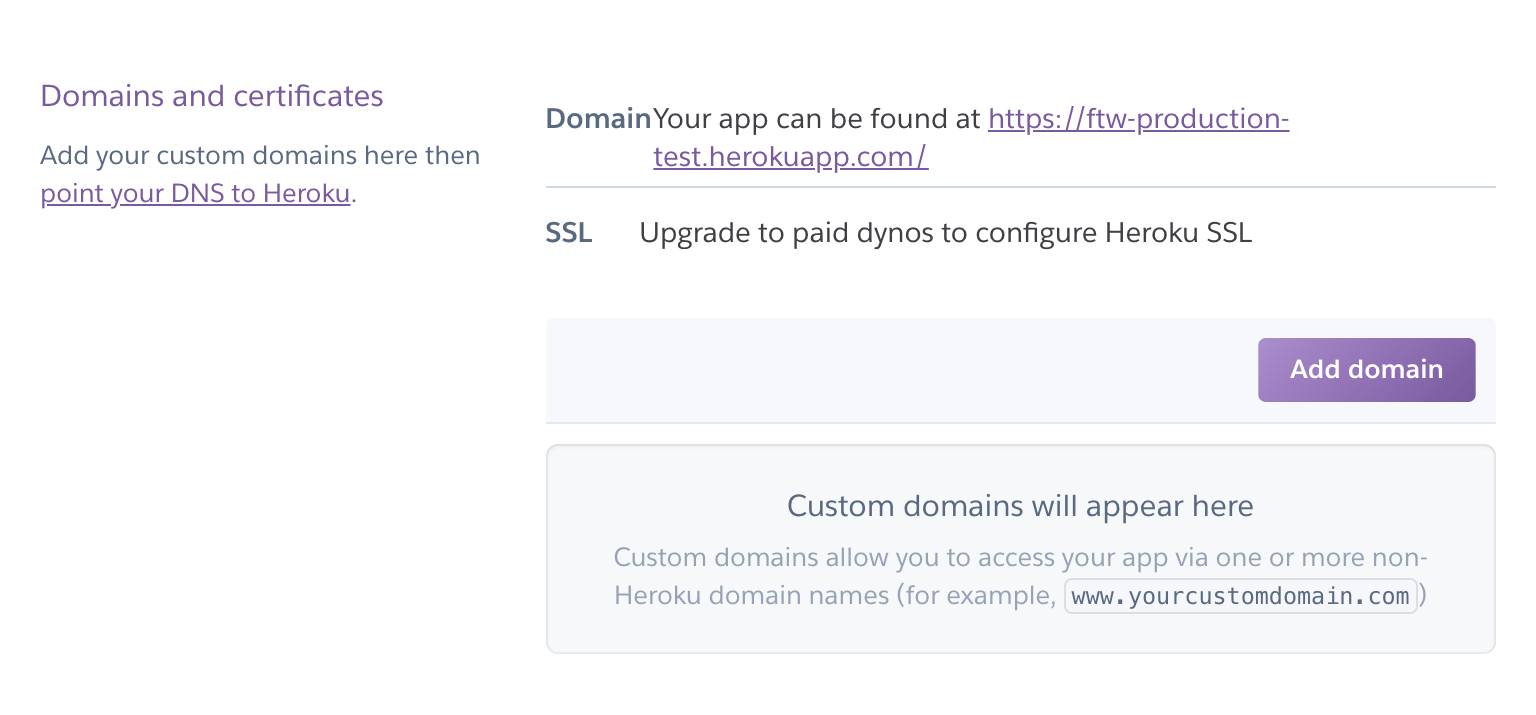 Domains and certificates
Add your custom domains here then
point your DNS to Heroku.
Domain Your app can be found at https://ftw-production-
test.herokuapp.com/
SSL Upgrade to paid dynos to configure Heroku SSL
Add domain
Custom domains will appear here
Custom domains allow you to access your app via one or more non-
Heroku domain names (for example, www.yourcustomdomain.com)